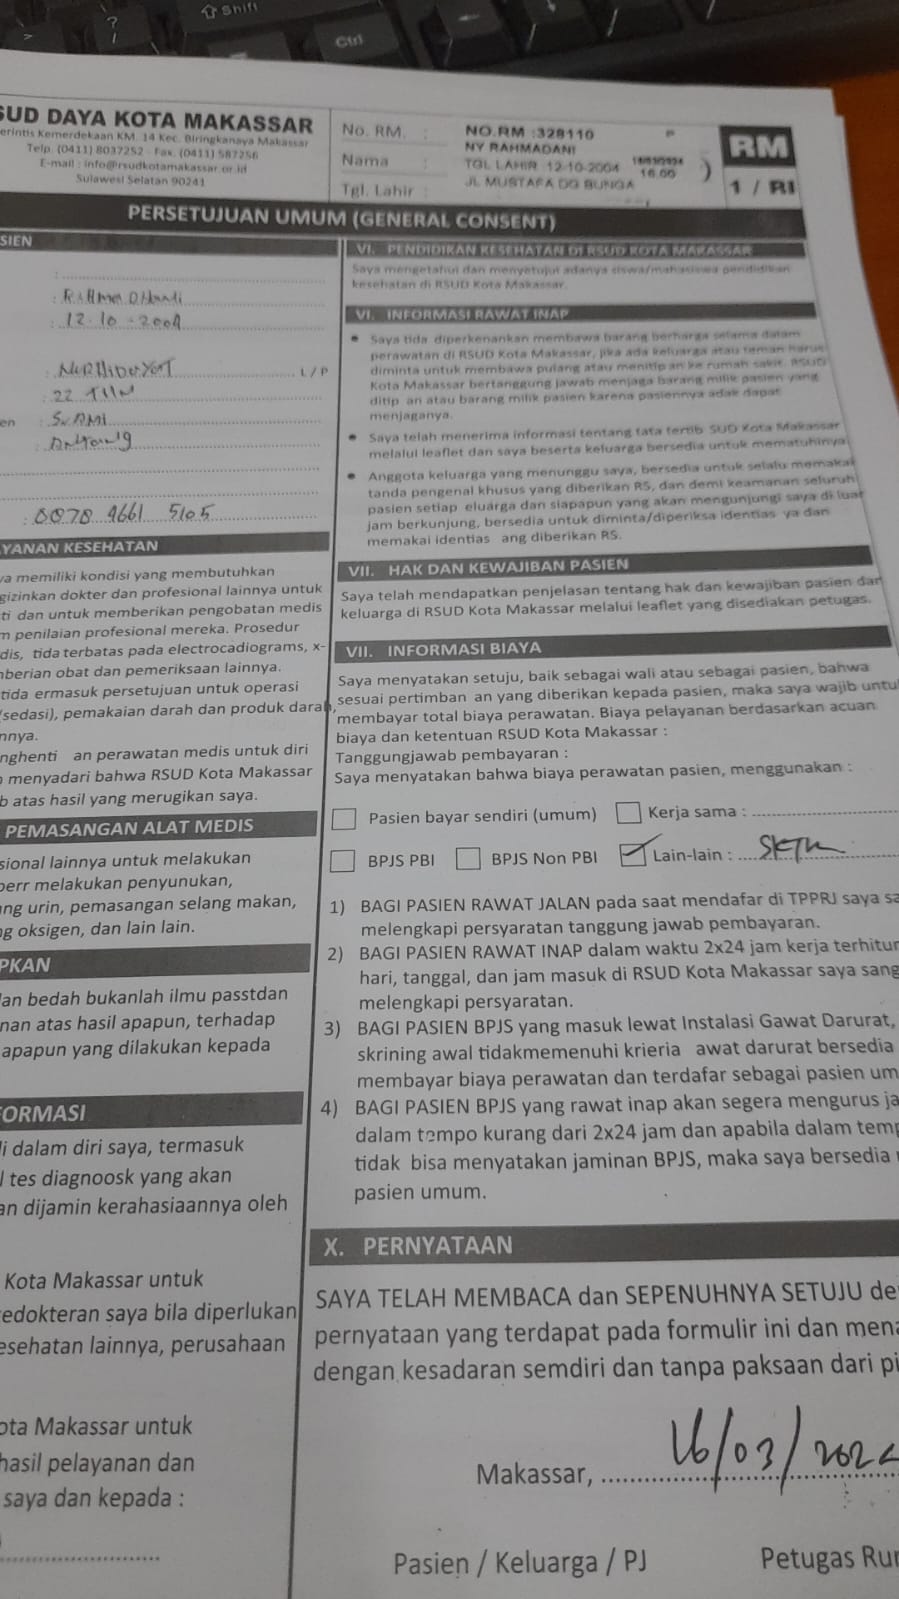 Shift
?
/
>
Ctrl
SUD DAYA KOTA MAKASSAR
erintis Kemerdekaan KM. 14 Kec. Biringkanaya Makassar
Telp. (0411) 8037252 - Fax. (0411) 587256
E-mail : info@rsudkotamakassar.or.id
Sulawesi Selatan 90241
No. RM. :
Nama :
Tgl. Lahir :
NO.RM :328110 P
NY RAHMADANI
TGL LAHIR 12-10-2004
16.00
JL MUSTAFA DG BUNGA
RM
1 / RI
PERSETUJUAN UMUM (GENERAL CONSENT)
SIEN
:
:
: 12-10-2004
: L / P
: 22
en : SUAMI
:
: 0878 9661 5105
YANAN KESEHATAN
ya memiliki kondisi yang membutuhkan
gizinkan dokter dan profesional lainnya untuk
ti dan untuk memberikan pengobatan medis
m penilaian profesional mereka. Prosedur
dis, tida terbatas pada electrocadiograms, x-
mberian obat dan pemeriksaan lainnya.
tida ermasuk persetujuan untuk operasi
(sedasi), pemakaian darah dan produk darah,
nnya.
nghenti an perawatan medis untuk diri
menyadari bahwa RSUD Kota Makassar
b atas hasil yang merugikan saya.
PEMASANGAN ALAT MEDIS
sional lainnya untuk melakukan
perr melakukan penyunukan,
ang urin, pemasangan selang makan,
g oksigen, dan lain lain.
PKAN
dan bedah bukanlah ilmu passtdan
nan atas hasil apapun, terhadap
apapun yang dilakukan kepada
FORMASI
di dalam diri saya, termasuk
l tes diagnoosk yang akan
an dijamin kerahasiaannya oleh
Kota Makassar untuk
edokteran saya bila diperlukan
esehatan lainnya, perusahaan
ota Makassar untuk
hasil pelayanan dan
saya dan kepada :
VI. PENDIDIKAN KESEHATAN DI RSUD KOTA MAKASSAR
Saya mengetahui dan menyetujui adanya siswa/mahasiswa pendidikan
kesehatan di RSUD Kota Makassar.
VI. INFORMASI RAWAT INAP
• Saya tida diperkenankan membawa barang berharga selama dalam
perawatan di RSUD Kota Makassar, jika ada keluarga atau teman harus
diminta untuk membawa pulang atau menitip an ke rumah sakit. RSUD
Kota Makassar bertanggung jawab menjaga barang milik pasien yang
ditip an atau barang milik pasien karena pasiennya adak dapat
menjaganya.
• Saya telah menerima informasi tentang tata tertib SUD Kota Makassar
melalui leaflet dan saya beserta keluarga bersedia untuk mematuhinya
• Anggota keluarga yang menunggu saya, bersedia untuk selalu memakai
tanda pengenal khusus yang diberikan RS, dan demi keamanan seluruh
pasien setiap eluarga dan siapapun yang akan mengunjungi saya di luar
jam berkunjung, bersedia untuk diminta/diperiksa identias ya dan
memakai identias ang diberikan RS.
VII. HAK DAN KEWAJIBAN PASIEN
Saya telah mendapatkan penjelasan tentang hak dan kewajiban pasien dan
keluarga di RSUD Kota Makassar melalui leaflet yang disediakan petugas.
VII. INFORMASI BIAYA
Saya menyatakan setuju, baik sebagai wali atau sebagai pasien, bahwa
sesuai pertimban an yang diberikan kepada pasien, maka saya wajib untu
membayar total biaya perawatan. Biaya pelayanan berdasarkan acuan
biaya dan ketentuan RSUD Kota Makassar :
Tanggungjawab pembayaran :
Saya menyatakan bahwa biaya perawatan pasien, menggunakan :
Pasien bayar sendiri (umum) Kerja sama :
BPJS PBI BPJS Non PBI Lain-lain : SKTM
1) BAGI PASIEN RAWAT JALAN pada saat mendafar di TPPRJ saya sa
melengkapi persyaratan tanggung jawab pembayaran.
2) BAGI PASIEN RAWAT INAP dalam waktu 2x24 jam kerja terhitun
hari, tanggal, dan jam masuk di RSUD Kota Makassar saya sang
melengkapi persyaratan.
3) BAGI PASIEN BPJS yang masuk lewat Instalasi Gawat Darurat,
skrining awal tidakmemenuhi krieria awat darurat bersedia
membayar biaya perawatan dan terdafar sebagai pasien um
4) BAGI PASIEN BPJS yang rawat inap akan segera mengurus ja
dalam tempo kurang dari 2x24 jam dan apabila dalam temp
tidak bisa menyatakan jaminan BPJS, maka saya bersedia
pasien umum.
X. PERNYATAAN
SAYA TELAH MEMBACA dan SEPENUHNYA SETUJU de
pernyataan yang terdapat pada formulir ini dan mena
dengan kesadaran semdiri dan tanpa paksaan dari pi
Makassar, 16/03/2024
Pasien / Keluarga / PJ Petugas Rua